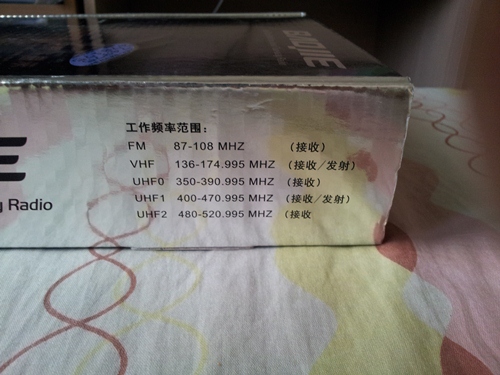 工作频率范围：
FM 87-108 MHZ （接收）
VHF 136-174.995 MHZ （接收／发射）
UHF0 350-390.995 MHZ （接收）
UHF1 400-470.995 MHZ （接收／发射）
UHF2 480-520.995 MHZ （接收
Radio